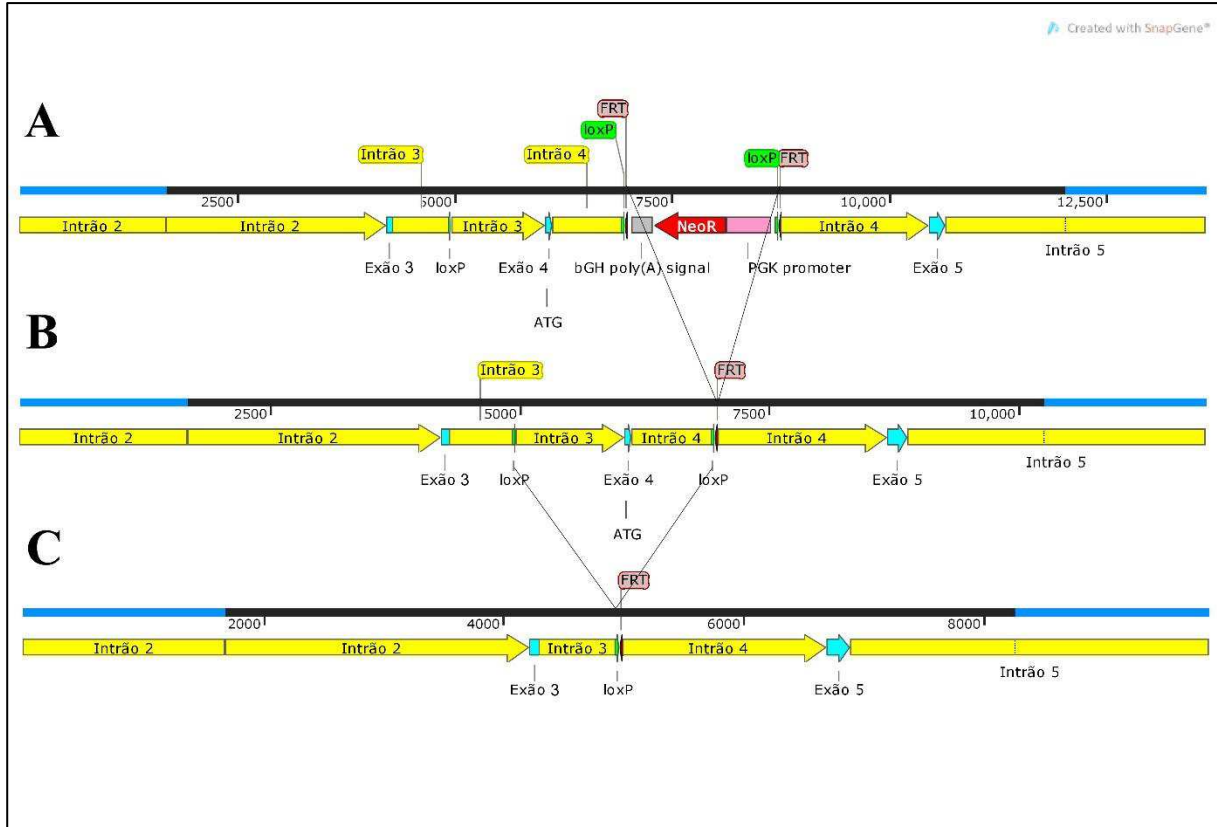 Created with SnapGene®
A
FRT
loxP
Intrão 3
Intrão 4
loxP FRT
2500 5000 7500 10,000 12,500
Intrão 2 Intrão 2 Intrão 3 NeoR Intrão 4
Intrão 5
Exão 3 loxP Exão 4 bGH poly(A) signal PGK promoter Exão 5
ATG
B
Intrão 3 FRT
2500 5000 7500 10,000
Intrão 2 Intrão 2 Intrão 3 Intrão 4 Intrão 4
Intrão 5
Exão 3 loxP Exão 4 loxP Exão 5
ATG
C
FRT
2000 4000 6000 8000
Intrão 2 Intrão 2 Intrão 3 Intrão 4
Intrão 5
Exão 3 loxP Exão 5